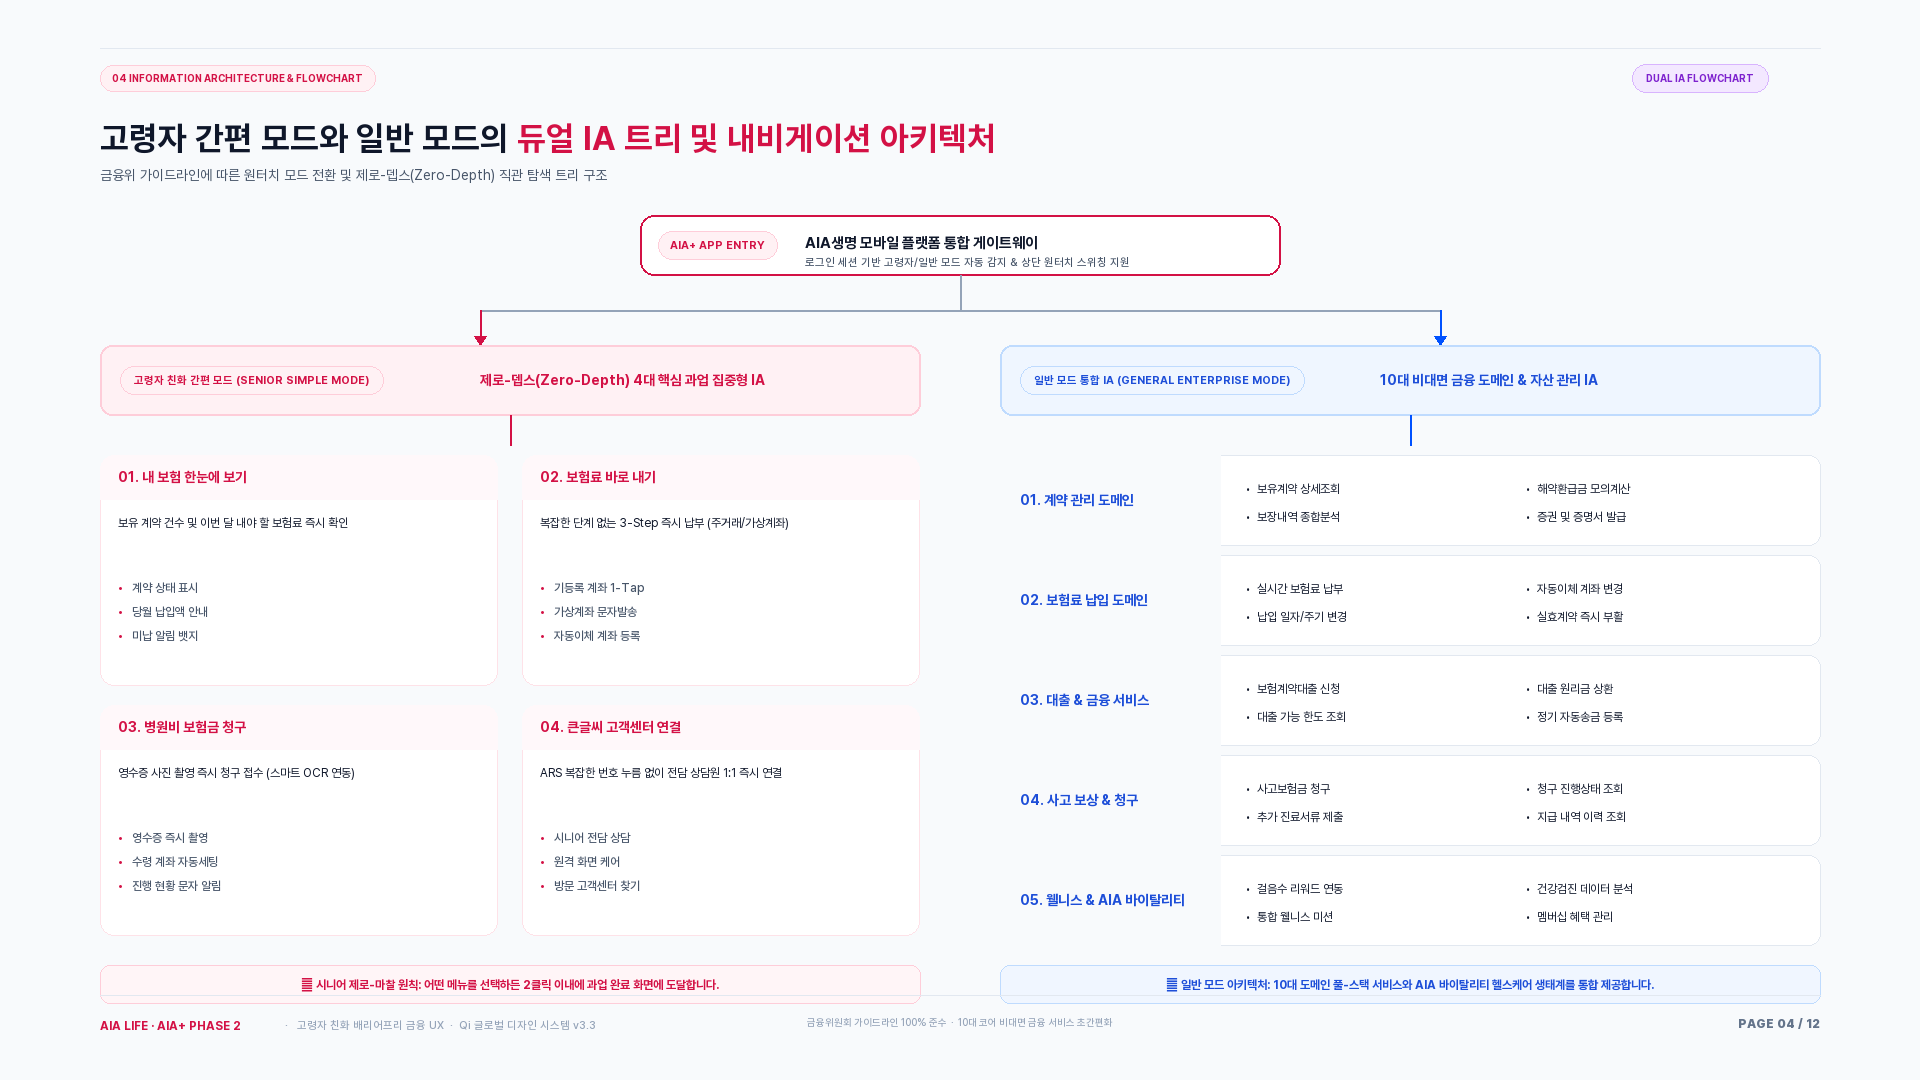 04 INFORMATION ARCHITECTURE & FLOWCHART
DUAL IA FLOWCHART
고령자 간편 모드와 일반 모드의 듀얼 IA 트리 및 내비게이션 아키텍처
금융위 가이드라인에 따른 원터치 모드 전환 및 제로-뎁스(Zero-Depth) 직관 탐색 트리 구조
AIA+ APP ENTRY
AIA생명 모바일 플랫폼 통합 게이트웨이
로그인 세션 기반 고령자/일반 모드 자동 감지 & 상단 원터치 스위칭 지원
고령자 친화 간편 모드 (SENIOR SIMPLE MODE)
제로-뎁스(Zero-Depth) 4대 핵심 과업 집중형 IA
01. 내 보험 한눈에 보기
보유 계약 건수 및 이번 달 내야 할 보험료 즉시 확인
• 계약 상태 표시
• 당월 납입액 안내
• 미납 알림 뱃지
02. 보험료 바로 내기
복잡한 단계 없는 3-Step 즉시 납부 (주거래/가상계좌)
• 기등록 계좌 1-Tap
• 가상계좌 문자발송
• 자동이체 계좌 등록
03. 병원비 보험금 청구
영수증 사진 촬영 즉시 청구 접수 (스마트 OCR 연동)
• 영수증 즉시 촬영
• 수령 계좌 자동세팅
• 진행 현황 문자 알림
04. 큰글씨 고객센터 연결
ARS 복잡한 번호 누름 없이 전담 상담원 1:1 즉시 연결
• 시니어 전담 상담
• 원격 화면 케어
• 방문 고객센터 찾기
시니어 제로-마찰 원칙: 어떤 메뉴를 선택하든 2클릭 이내에 과업 완료 화면에 도달합니다.
일반 모드 통합 IA (GENERAL ENTERPRISE MODE)
10대 비대면 금융 도메인 & 자산 관리 IA
01. 계약 관리 도메인
• 보유계약 상세조회
• 해약환급금 모의계산
• 보장내역 종합분석
• 증권 및 증명서 발급
02. 보험료 납입 도메인
• 실시간 보험료 납부
• 자동이체 계좌 변경
• 납입 일자/주기 변경
• 실효계약 즉시 부활
03. 대출 & 금융 서비스
• 보험계약대출 신청
• 대출 원리금 상환
• 대출 가능 한도 조회
• 정기 자동송금 등록
04. 사고 보상 & 청구
• 사고보험금 청구
• 청구 진행상태 조회
• 추가 진료서류 제출
• 지급 내역 이력 조회
05. 웰니스 & AIA 바이탈리티
• 걸음수 리워드 연동
• 건강검진 데이터 분석
• 통합 웰니스 미션
• 멤버십 혜택 관리
일반 모드 아키텍처: 10대 도메인 풀-스택 서비스와 AIA 바이탈리티 헬스케어 생태계를 통합 제공합니다.
AIA LIFE · AIA+ PHASE 2
· 고령자 친화 배리어프리 금융 UX · Qi 글로벌 디자인 시스템 v3.3
금융위원회 가이드라인 100% 준수 · 10대 코어 비대면 금융 서비스 초간편화
PAGE 04 / 12